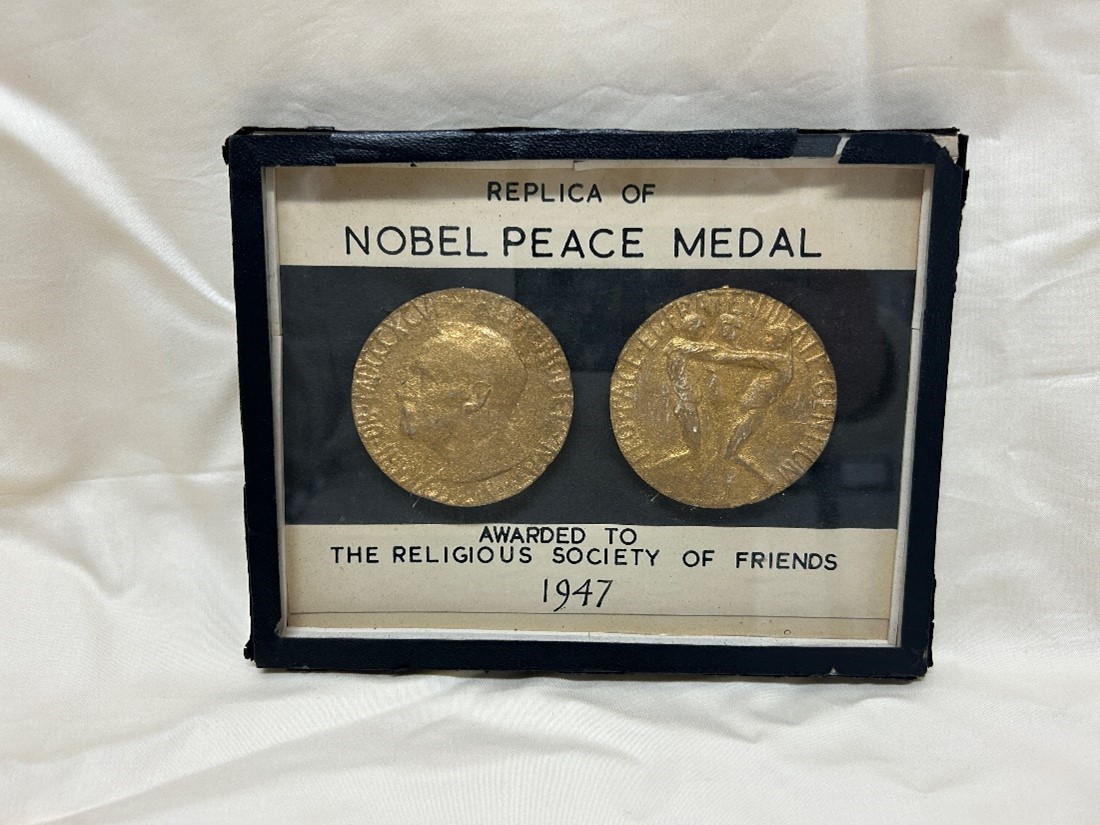 REPLICA OF
NOBEL PEACE MEDAL
AWARDED TO
THE RELIGIOUS SOCIETY OF FRIENDS
1947